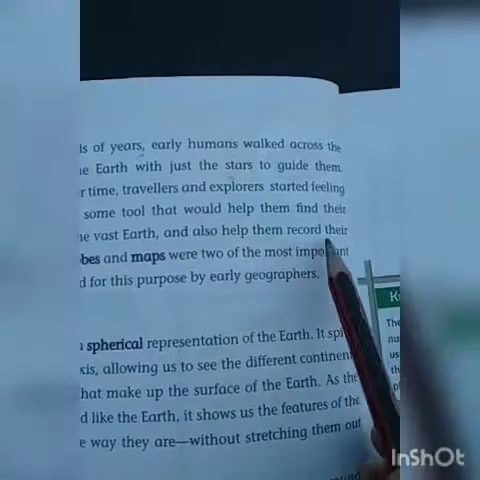 ls of years, early humans walked across the
e Earth with just the stars to guide them.
r time, travellers and explorers started feeling
some tool that would help them find their
e vast Earth, and also help them record their
bes and maps were two of the most important
d for this purpose by early geographers.
spherical representation of the Earth. It spi
xis, allowing us to see the different continen
hat make up the surface of the Earth. As the
d like the Earth, it shows us the features of the
e way they are—without stretching them out
K
The
nu
us
th
InShOt